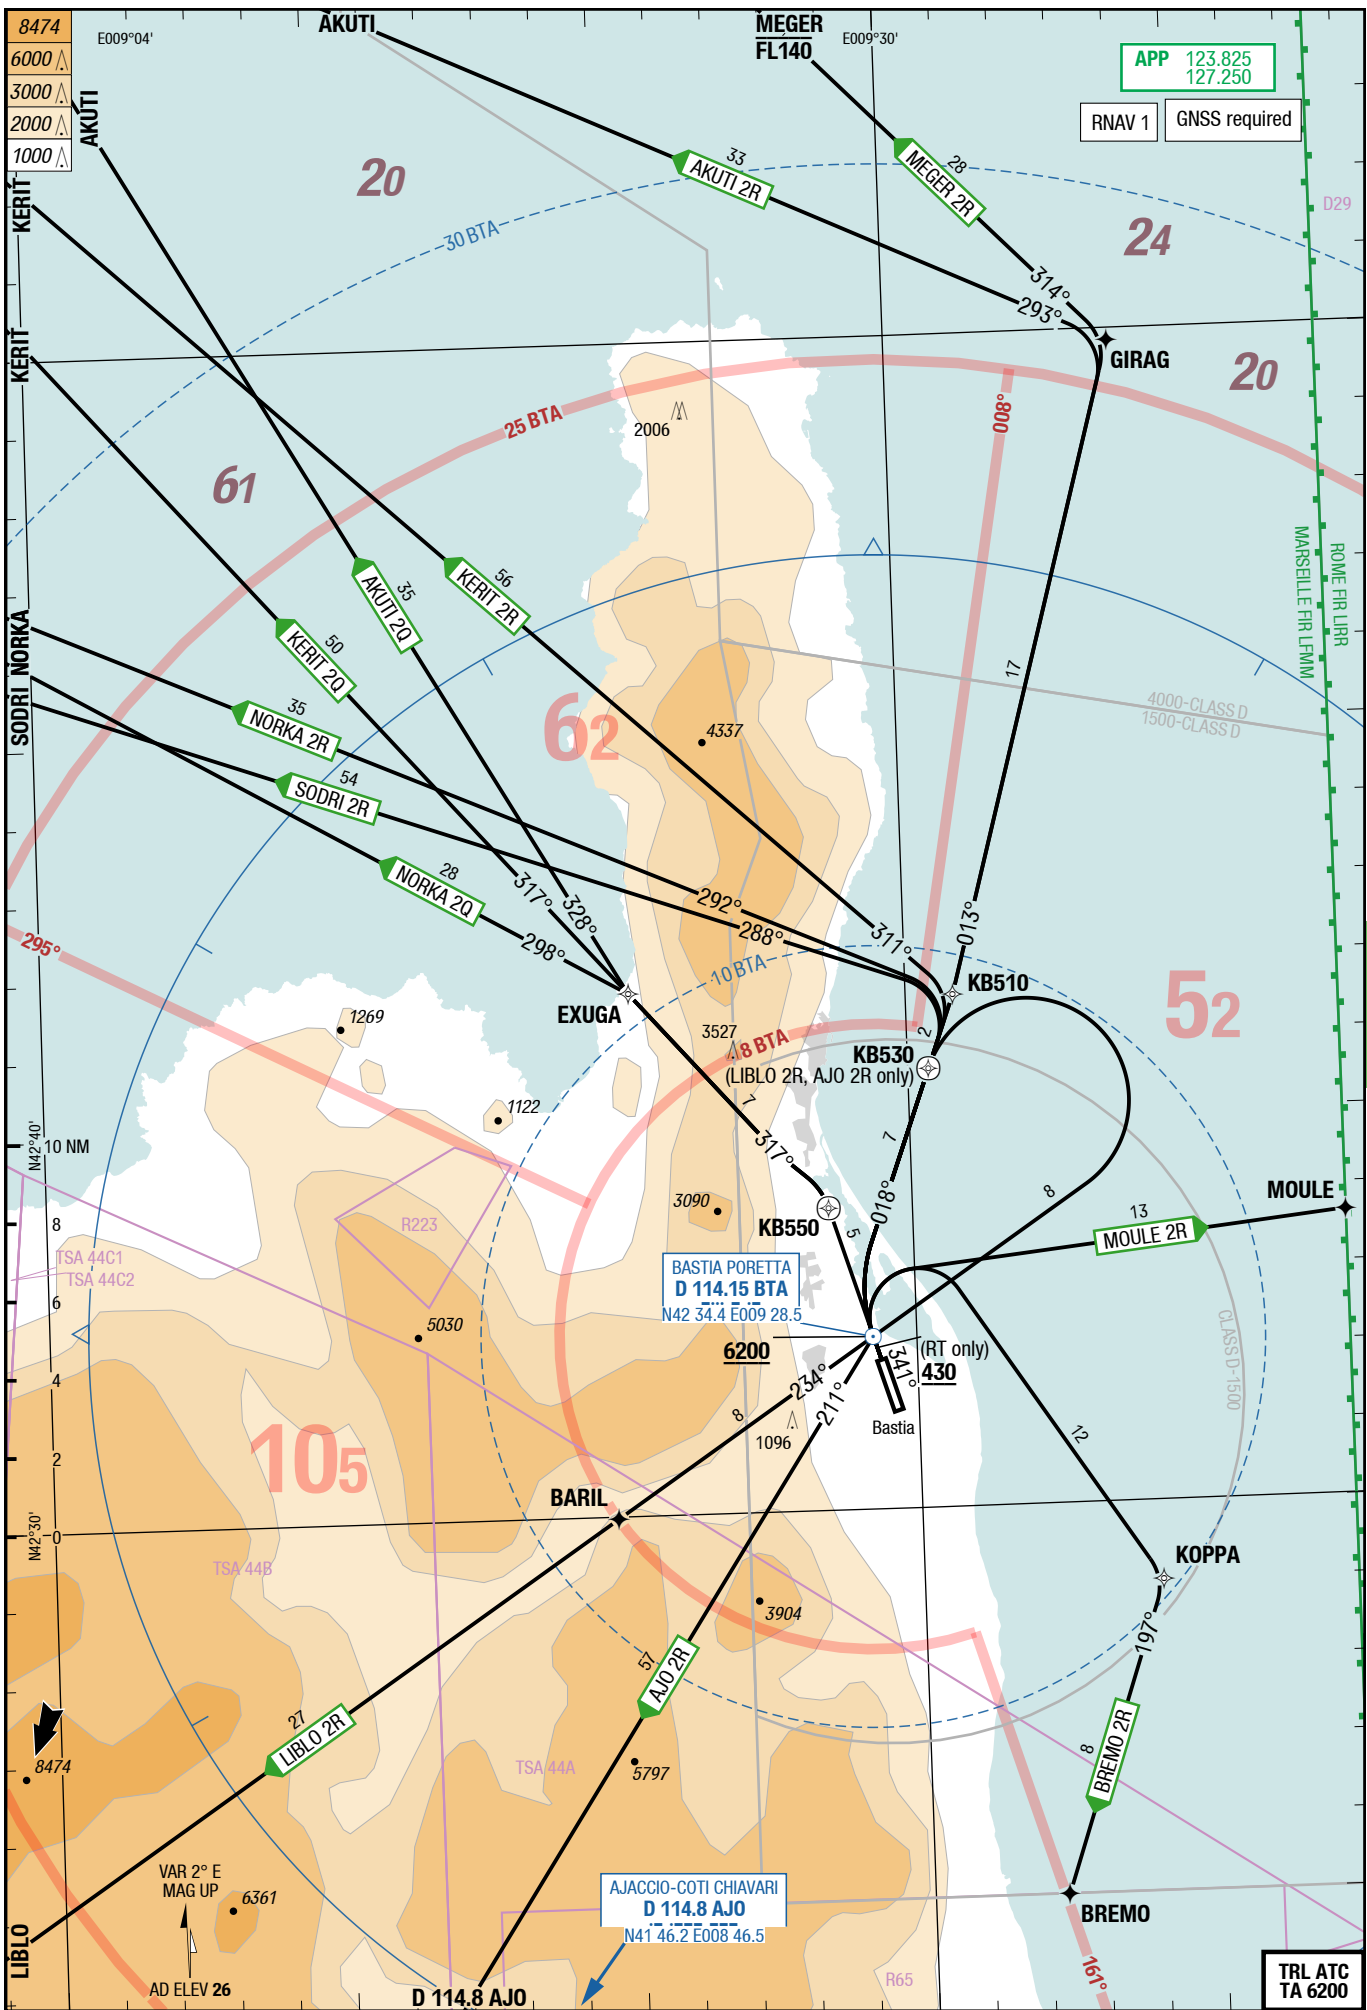 8474
6000
3000
2000
1000
E009°04'
AKUTI
MEGER
FL140
E009°30'
APP 123.825
127.250
RNAV 1
GNSS required
AKUTI
KERIT
20
30 BTA
33
AKUTI 2R
28
MEGER 2R
24
D29
314°
293°
GIRAG
KERIT
20
25 BTA
2006
008°
61
ROME FIR LIRR
MARSEILLE FIR LFMM
35
AKUTI 2Q
56
KERIT 2R
50
KERIT 2Q
NORKA
SODRI
35
NORKA 2R
62
4337
17
4000-CLASS D
1500-CLASS D
54
SODRI 2R
28
NORKA 2Q
317°
328°
298°
292°
288°
311°
013°
295°
10 BTA
KB510
52
EXUGA
1269
3527
8 BTA
2
KB530
(LIBLO 2R, AJO 2R only)
1122
7
317°
7
N42°40'
10 NM
8
6
4
2
0
R223
3090
KB550
5
018°
8
13
MOULE 2R
MOULE
TSA 44C1
TSA 44C2
BASTIA PORETTA
D 114.15 BTA
N42 34.4 E009 28.5
5030
6200
341°
(RT only)
430
CLASS D-1500
234°
211°
8
1096
Bastia
12
105
BARIL
N42°30'
KOPPA
TSA 44B
3904
197°
57
AJO 2R
27
LIBLO 2R
8
BREMO 2R
8474
TSA 44A
5797
VAR 2° E
MAG UP
6361
AD ELEV 26
LIBLO
AJACCIO-COTI CHIAVARI
D 114.8 AJO
N41 46.2 E008 46.5
BREMO
161°
R65
D 114.8 AJO
TRL ATC
TA 6200